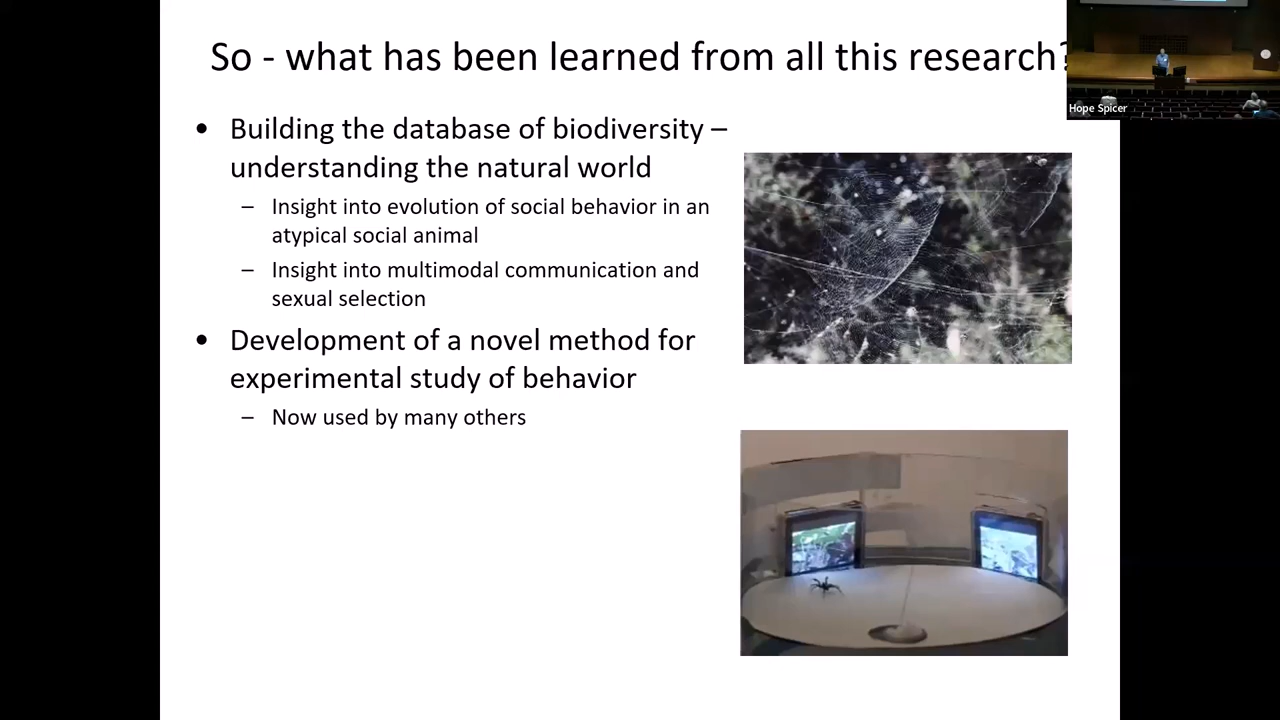 So - what has been learned from all this research?
Hope Spicer
• Building the database of biodiversity –
understanding the natural world
– Insight into evolution of social behavior in an
atypical social animal
– Insight into multimodal communication and
sexual selection
• Development of a novel method for
experimental study of behavior
– Now used by many others